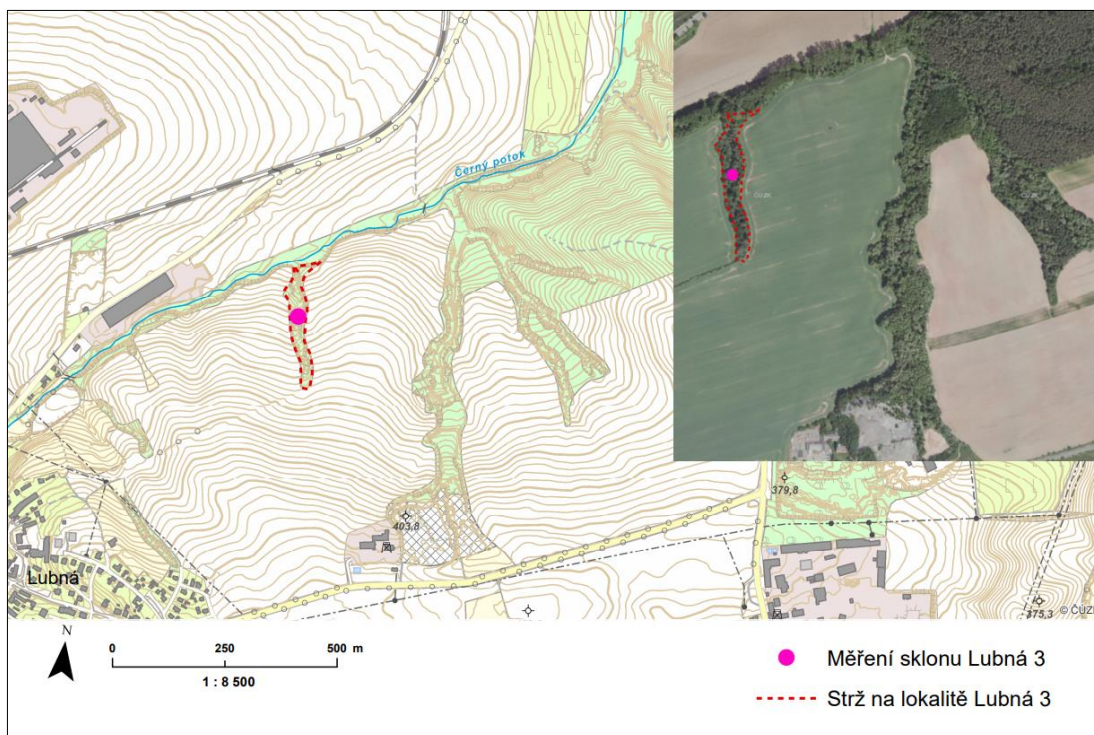 Černý potok
ČÚZK
403,8
379,8
Lubná
375,3
© ČÚZK
N
0 250 500 m
1 : 8 500
Měření sklonu Lubná 3
Strž na lokalitě Lubná 3